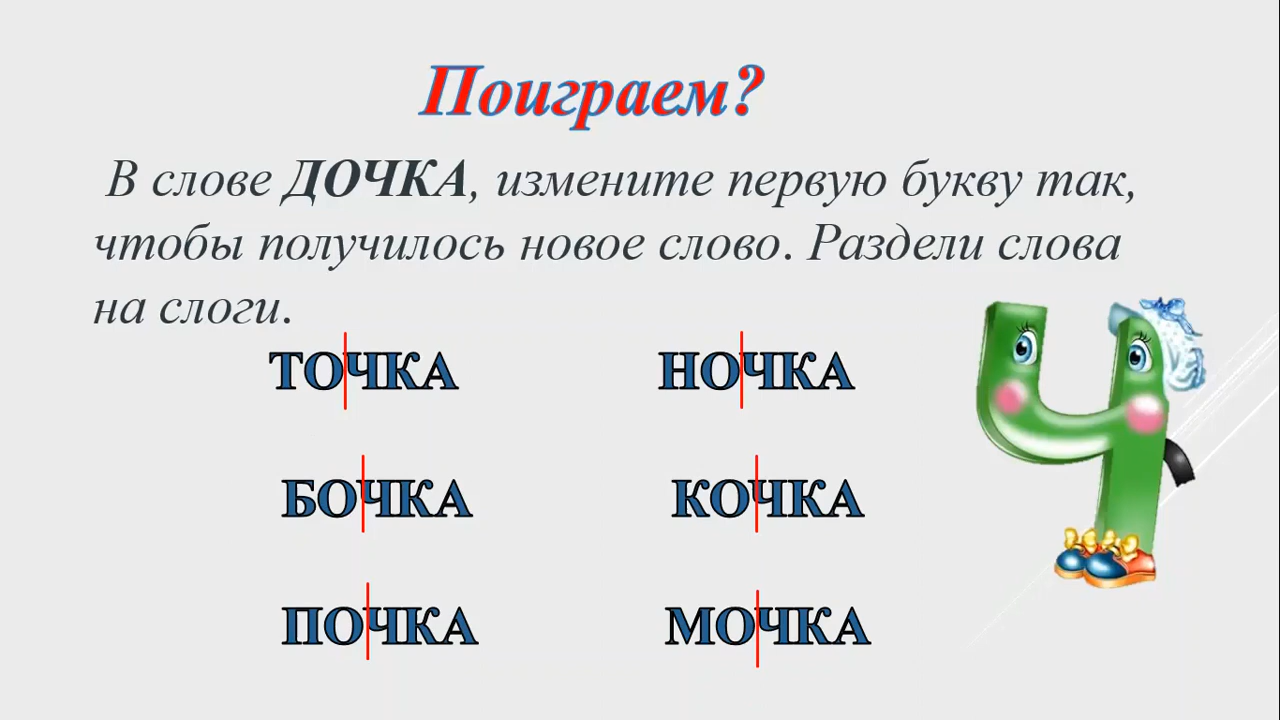 Поиграем?
В слове ДОЧКА, измените первую букву так,
чтобы получилось новое слово. Раздели слова
на слоги.
ТОЧКА НОЧКА
БОЧКА КОЧКА
ПОЧКА МОЧКА